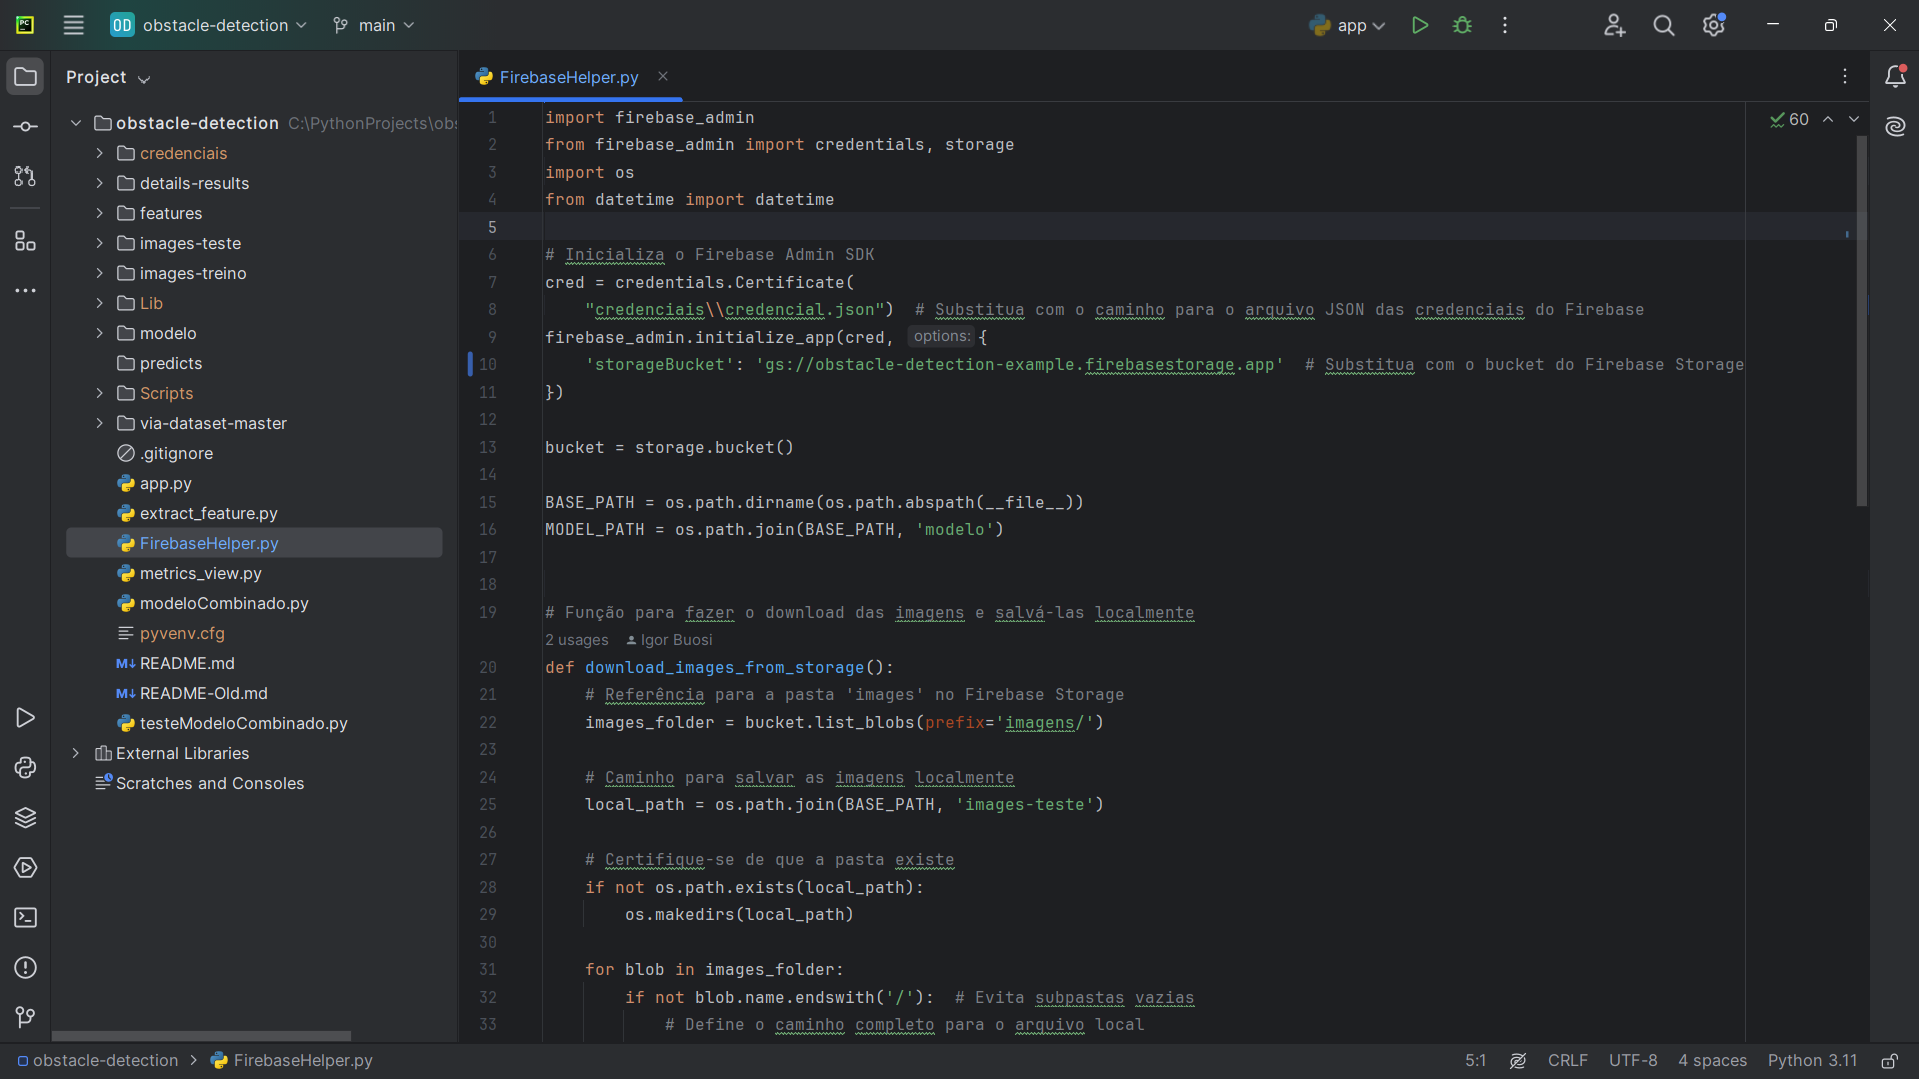 PC
OD obstacle-detection main app
Project
obstacle-detection C:\PythonProjects\obs
credenciais
details-results
features
images-teste
images-treino
Lib
modelo
predicts
Scripts
via-dataset-master
.gitignore
app.py
extract_feature.py
FirebaseHelper.py
metrics_view.py
modeloCombinado.py
pyvenv.cfg
M↓ README.md
M↓ README-Old.md
testeModeloCombinado.py
External Libraries
Scratches and Consoles
FirebaseHelper.py
60
1 import firebase_admin
2 from firebase_admin import credentials, storage
3 import os
4 from datetime import datetime
5
6 # Inicializa o Firebase Admin SDK
7 cred = credentials.Certificate(
8 "credenciais\\credencial.json") # Substitua com o caminho para o arquivo JSON das credenciais do Firebase
9 firebase_admin.initialize_app(cred, options: {
10 'storageBucket': 'gs://obstacle-detection-example.firebasestorage.app' # Substitua com o bucket do Firebase Storage
11 })
12
13 bucket = storage.bucket()
14
15 BASE_PATH = os.path.dirname(os.path.abspath(__file__))
16 MODEL_PATH = os.path.join(BASE_PATH, 'modelo')
17
18
19 # Função para fazer o download das imagens e salvá-las localmente
2 usages Igor Buosi
20 def download_images_from_storage():
21 # Referência para a pasta 'images' no Firebase Storage
22 images_folder = bucket.list_blobs(prefix='imagens/')
23
24 # Caminho para salvar as imagens localmente
25 local_path = os.path.join(BASE_PATH, 'images-teste')
26
27 # Certifique-se de que a pasta existe
28 if not os.path.exists(local_path):
29 os.makedirs(local_path)
30
31 for blob in images_folder:
32 if not blob.name.endswith('/'): # Evita subpastas vazias
33 # Define o caminho completo para o arquivo local
obstacle-detection > FirebaseHelper.py
5:1 CRLF UTF-8 4 spaces Python 3.11